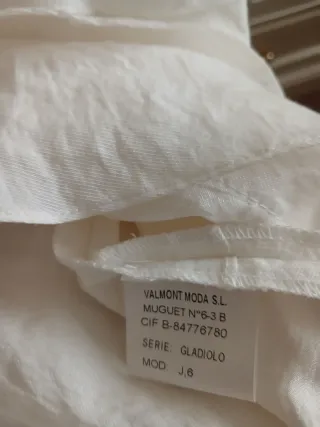 VALMONT MODA S.L.
MUGUET Nº6-3 B
CIF B-84776780
SERIE: GLADIOLO
MOD: J.6